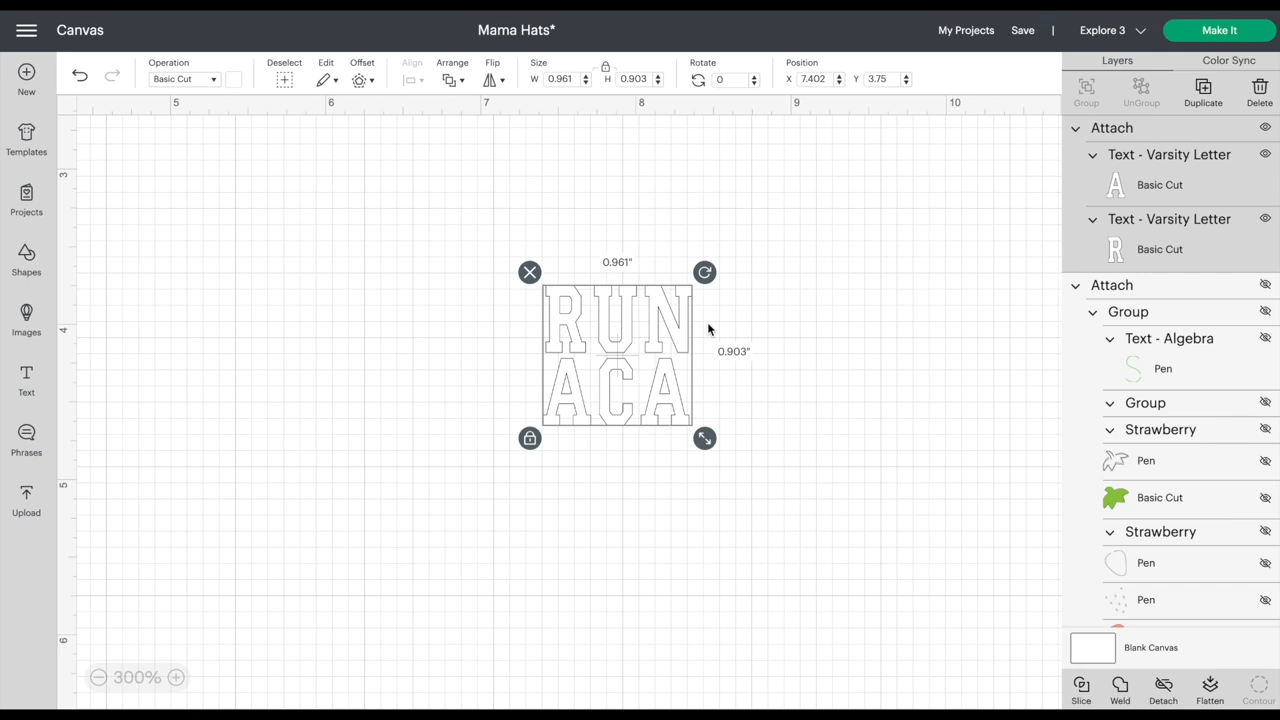 Canvas
Mama Hats*
My Projects Save | Explore 3 Make It
Operation
Basic Cut
Deselect
Edit
Offset
Align
Arrange
Flip
Size
W 0.961 H 0.903
Rotate
0
Position
X 7.402 Y 3.75
Layers
Color Sync
New
Templates
Projects
Shapes
Images
Text
Phrases
Upload
5 6 7 8 9 10
3
4
5
6
0.961"
0.903"
RUN
ACA
300%
Group
UnGroup
Duplicate
Delete
Attach
Text - Varsity Letter
A Basic Cut
Text - Varsity Letter
R Basic Cut
Attach
Group
Text - Algebra
S Pen
Group
Strawberry
Pen
Basic Cut
Strawberry
Pen
Pen
Blank Canvas
Slice
Weld
Detach
Flatten
Contour